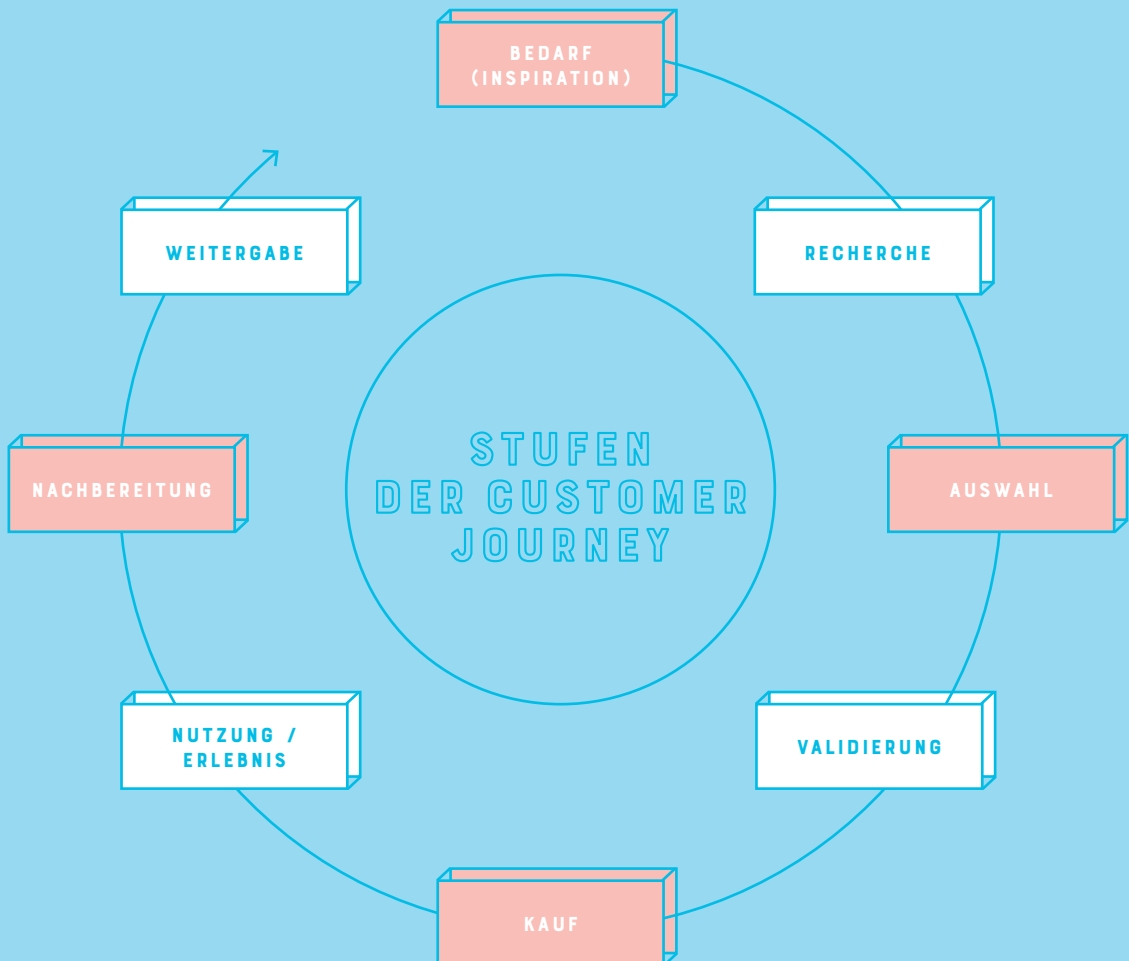 BEDARF
(INSPIRATION)
WEITERGABE
RECHERCHE
STUFEN
DER CUSTOMER
JOURNEY
NACHBEREITUNG
AUSWAHL
NUTZUNG /
ERLEBNIS
VALIDIERUNG
KAUF